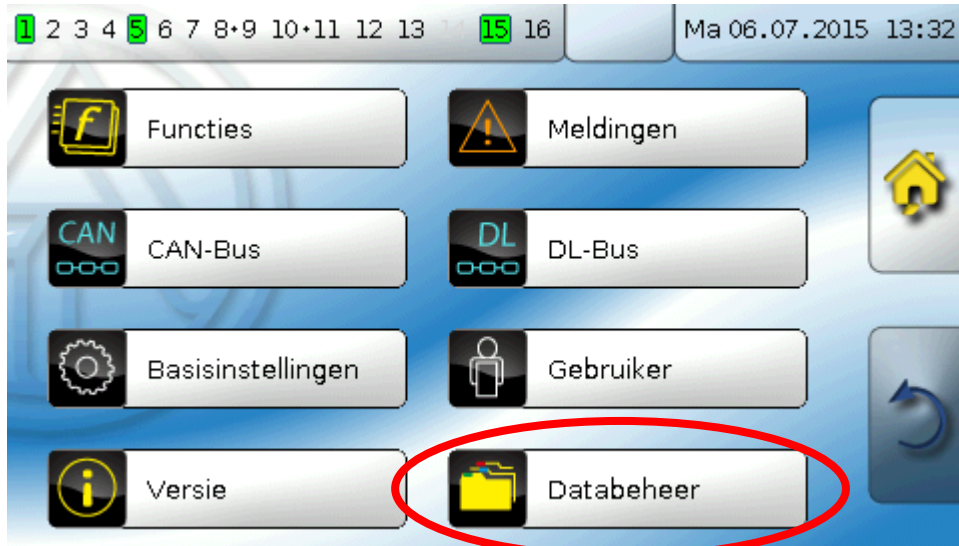 1 2 3 4 5 6 7 8·9 10·11 12 13 14 15 16 Ma 06.07.2015 13:32
f Functies
Meldingen
CAN CAN-Bus
DL DL-Bus
Basisinstellingen
Gebruiker
i Versie
Databeheer